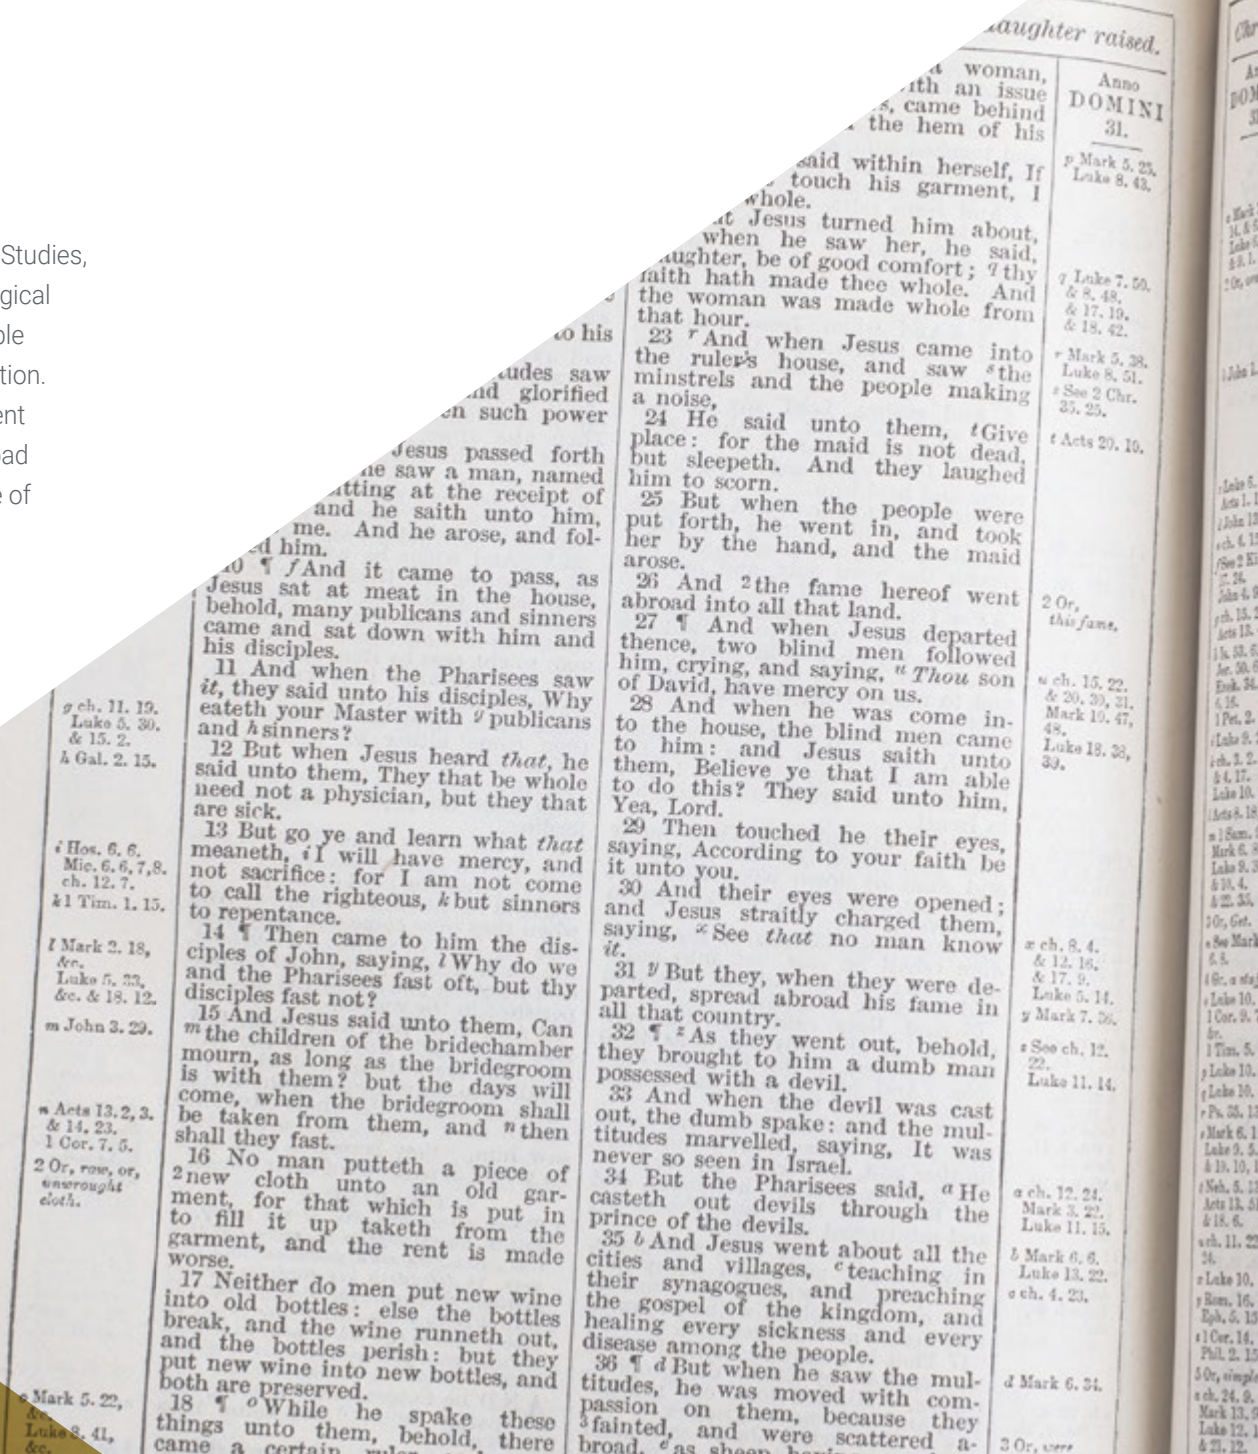 Studies,
gical
ble
tion.
ent
oad
e of
daughter raised.
to his
tudes saw
nd glorified
en such power
Jesus passed forth
he saw a man, named
itting at the receipt of
and he saith unto him,
me. And he arose, and fol-
ed him.
10 ¶ f And it came to pass, as
Jesus sat at meat in the house,
behold, many publicans and sinners
came and sat down with him and
his disciples.
11 And when the Pharisees saw
it, they said unto his disciples, Why
eateth your Master with g publicans
and h sinners?
12 But when Jesus heard that, he
said unto them, They that be whole
need not a physician, but they that
are sick.
13 But go ye and learn what that
meaneth, i I will have mercy, and
not sacrifice: for I am not come
to call the righteous, k but sinners
to repentance.
14 ¶ Then came to him the dis-
ciples of John, saying, l Why do we
and the Pharisees fast oft, but thy
disciples fast not?
15 And Jesus said unto them, Can
m the children of the bridechamber
mourn, as long as the bridegroom
is with them? but the days will
come, when the bridegroom shall
be taken from them, and n then
shall they fast.
16 No man putteth a piece of
2 new cloth unto an old gar-
ment, for that which is put in
to fill it up taketh from the
garment, and the rent is made
worse.
17 Neither do men put new wine
into old bottles: else the bottles
break, and the wine runneth out,
and the bottles perish: but they
put new wine into new bottles, and
both are preserved.
18 ¶ o While he spake these
things unto them, behold, there
came a certain ruler
g ch. 11. 19.
Luke 5. 30.
& 15. 2.
h Gal. 2. 15.
i Hos. 6. 6.
Mic. 6. 6,7,8.
ch. 12. 7.
k 1 Tim. 1. 15.
l Mark 2. 18,
&c.
Luke 5. 33,
&c. & 18. 12.
m John 3. 29.
n Acts 13. 2, 3.
& 14. 23.
1 Cor. 7. 5.
2 Or, raw, or,
unwrought
cloth.
o Mark 5. 22,
&c.
Luke 8. 41,
&c.
a woman,
with an issue
came behind
the hem of his
said within herself, If
touch his garment, I
whole.
Jesus turned him about,
when he saw her, he said,
aughter, be of good comfort; q thy
faith hath made thee whole. And
the woman was made whole from
that hour.
23 r And when Jesus came into
the ruler's house, and saw s the
minstrels and the people making
a noise,
24 He said unto them, t Give
place: for the maid is not dead,
but sleepeth. And they laughed
him to scorn.
25 But when the people were
put forth, he went in, and took
her by the hand, and the maid
arose.
26 And 2 the fame hereof went
abroad into all that land.
27 ¶ And when Jesus departed
thence, two blind men followed
him, crying, and saying, u Thou son
of David, have mercy on us.
28 And when he was come in-
to the house, the blind men came
to him: and Jesus saith unto
them, Believe ye that I am able
to do this? They said unto him,
Yea, Lord.
29 Then touched he their eyes,
saying, According to your faith be
it unto you.
30 And their eyes were opened;
and Jesus straitly charged them,
saying, x See that no man know
it.
31 y But they, when they were de-
parted, spread abroad his fame in
all that country.
32 ¶ z As they went out, behold,
they brought to him a dumb man
possessed with a devil.
33 And when the devil was cast
out, the dumb spake: and the mul-
titudes marvelled, saying, It was
never so seen in Israel.
34 But the Pharisees said, a He
casteth out devils through the
prince of the devils.
35 b And Jesus went about all the
cities and villages, c teaching in
their synagogues, and preaching
the gospel of the kingdom, and
healing every sickness and every
disease among the people.
36 ¶ d But when he saw the mul-
titudes, he was moved with com-
passion on them, because they
3 fainted, and were scattered a-
broad, e as sheep having
Anno
DOMINI
31.
p Mark 5. 25.
Luke 8. 43.
q Luke 7. 50.
& 8. 48.
& 17. 19.
& 18. 42.
r Mark 5. 38.
Luke 8. 51.
s See 2 Chr.
35. 25.
t Acts 20. 10.
2 Or,
this fame.
u ch. 15. 22.
& 20. 30, 31.
Mark 10. 47,
48.
Luke 18. 38,
39.
x ch. 8. 4.
& 12. 16.
& 17. 9.
Luke 5. 14.
y Mark 7. 36.
z See ch. 12.
22.
Luke 11. 14.
a ch. 12. 24.
Mark 3. 22.
Luke 11. 15.
b Mark 6. 6.
Luke 13. 22.
c ch. 4. 23.
d Mark 6. 34.
3 Or, were